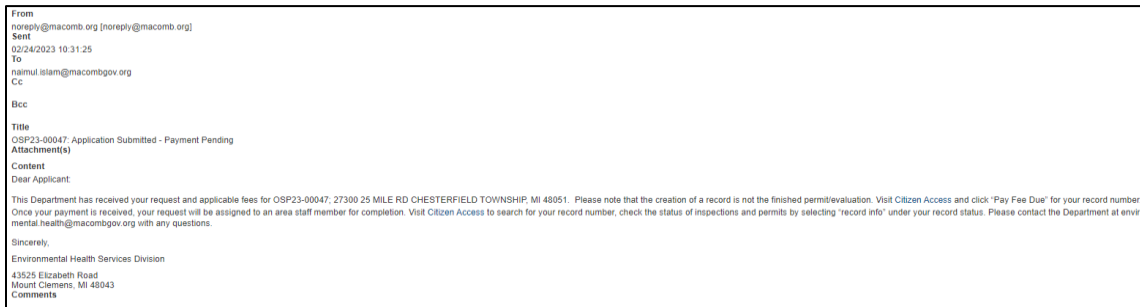 From
noreply@macomb.org [noreply@macomb.org]
Sent
02/24/2023 10:31:25
To
naimul.islam@macombgov.org
Cc
Bcc
Title
OSP23-00047: Application Submitted - Payment Pending
Attachment(s)
Content
Dear Applicant:
This Department has received your request and applicable fees for OSP23-00047; 27300 25 MILE RD CHESTERFIELD TOWNSHIP, MI 48051.  Please note that the creation of a record is not the finished permit/evaluation. Visit Citizen Access and click "Pay Fee Due" for your record number
Once your payment is received, your request will be assigned to an area staff member for completion. Visit Citizen Access to search for your record number, check the status of inspections and permits by selecting "record info" under your record status. Please contact the Department at envir
mental.health@macombgov.org with any questions.
Sincerely,
Environmental Health Services Division
43525 Elizabeth Road
Mount Clemens, MI 48043
Comments